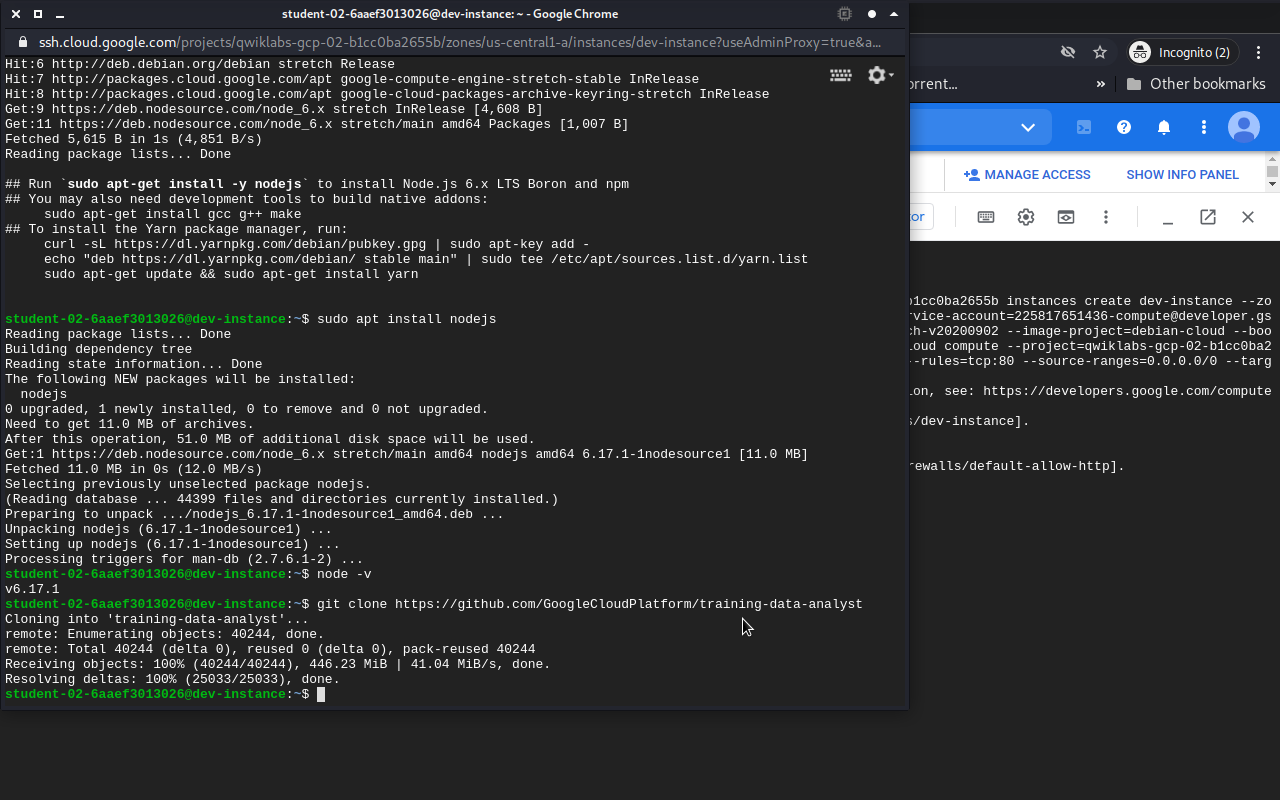 student-02-6aaef3013026@dev-instance: ~ - Google Chrome
ssh.cloud.google.com/projects/qwiklabs-gcp-02-b1cc0ba2655b/zones/us-central1-a/instances/dev-instance?useAdminProxy=true&a...
Hit:6 http://deb.debian.org/debian stretch Release
Hit:7 http://packages.cloud.google.com/apt google-compute-engine-stretch-stable InRelease
Hit:8 http://packages.cloud.google.com/apt google-cloud-packages-archive-keyring-stretch InRelease
Get:9 https://deb.nodesource.com/node_6.x stretch InRelease [4,608 B]
Get:11 https://deb.nodesource.com/node_6.x stretch/main amd64 Packages [1,007 B]
Fetched 5,615 B in 1s (4,851 B/s)
Reading package lists... Done
## Run `sudo apt-get install -y nodejs` to install Node.js 6.x LTS Boron and npm
## You may also need development tools to build native addons:
     sudo apt-get install gcc g++ make
## To install the Yarn package manager, run:
     curl -sL https://dl.yarnpkg.com/debian/pubkey.gpg | sudo apt-key add -
     echo "deb https://dl.yarnpkg.com/debian/ stable main" | sudo tee /etc/apt/sources.list.d/yarn.list
     sudo apt-get update && sudo apt-get install yarn
student-02-6aaef3013026@dev-instance:~$ sudo apt install nodejs
Reading package lists... Done
Building dependency tree
Reading state information... Done
The following NEW packages will be installed:
  nodejs
0 upgraded, 1 newly installed, 0 to remove and 0 not upgraded.
Need to get 11.0 MB of archives.
After this operation, 51.0 MB of additional disk space will be used.
Get:1 https://deb.nodesource.com/node_6.x stretch/main amd64 nodejs amd64 6.17.1-1nodesource1 [11.0 MB]
Fetched 11.0 MB in 0s (12.0 MB/s)
Selecting previously unselected package nodejs.
(Reading database ... 44399 files and directories currently installed.)
Preparing to unpack .../nodejs_6.17.1-1nodesource1_amd64.deb ...
Unpacking nodejs (6.17.1-1nodesource1) ...
Setting up nodejs (6.17.1-1nodesource1) ...
Processing triggers for man-db (2.7.6.1-2) ...
student-02-6aaef3013026@dev-instance:~$ node -v
v6.17.1
student-02-6aaef3013026@dev-instance:~$ git clone https://github.com/GoogleCloudPlatform/training-data-analyst
Cloning into 'training-data-analyst'...
remote: Enumerating objects: 40244, done.
remote: Total 40244 (delta 0), reused 0 (delta 0), pack-reused 40244
Receiving objects: 100% (40244/40244), 446.23 MiB | 41.04 MiB/s, done.
Resolving deltas: 100% (25033/25033), done.
student-02-6aaef3013026@dev-instance:~$
Incognito (2)
orrent... » Other bookmarks
MANAGE ACCESS SHOW INFO PANEL
tor
b1cc0ba2655b instances create dev-instance --zo
rvice-account=225817651436-compute@developer.gs
ch-v20200902 --image-project=debian-cloud --boo
loud compute --project=qwiklabs-gcp-02-b1cc0ba2
--rules=tcp:80 --source-ranges=0.0.0.0/0 --targ
ion, see: https://developers.google.com/compute
s/dev-instance].
rewalls/default-allow-http].